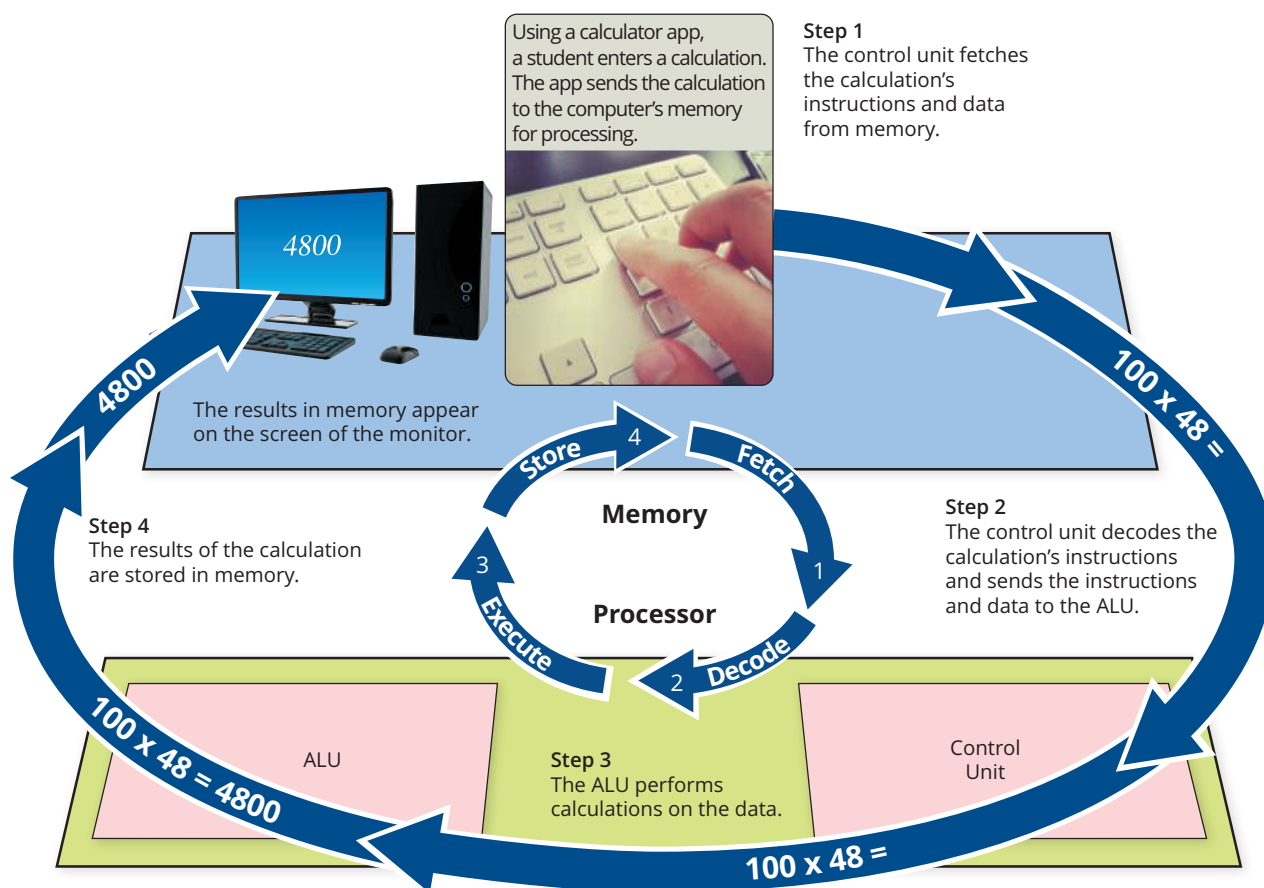 Using a calculator app,
a student enters a calculation.
The app sends the calculation
to the computer's memory
for processing.
Step 1
The control unit fetches
the calculation's
instructions and data
from memory.
4800
4800
100 x 48 =
The results in memory appear
on the screen of the monitor.
Store 4
Fetch
1
Memory
Step 2
The control unit decodes the
calculation's instructions
and sends the instructions
and data to the ALU.
Step 4
The results of the calculation
are stored in memory.
3
Execute
Processor
2 Decode
100 x 48 = 4800
ALU
Step 3
The ALU performs
calculations on the data.
Control
Unit
100 x 48 =